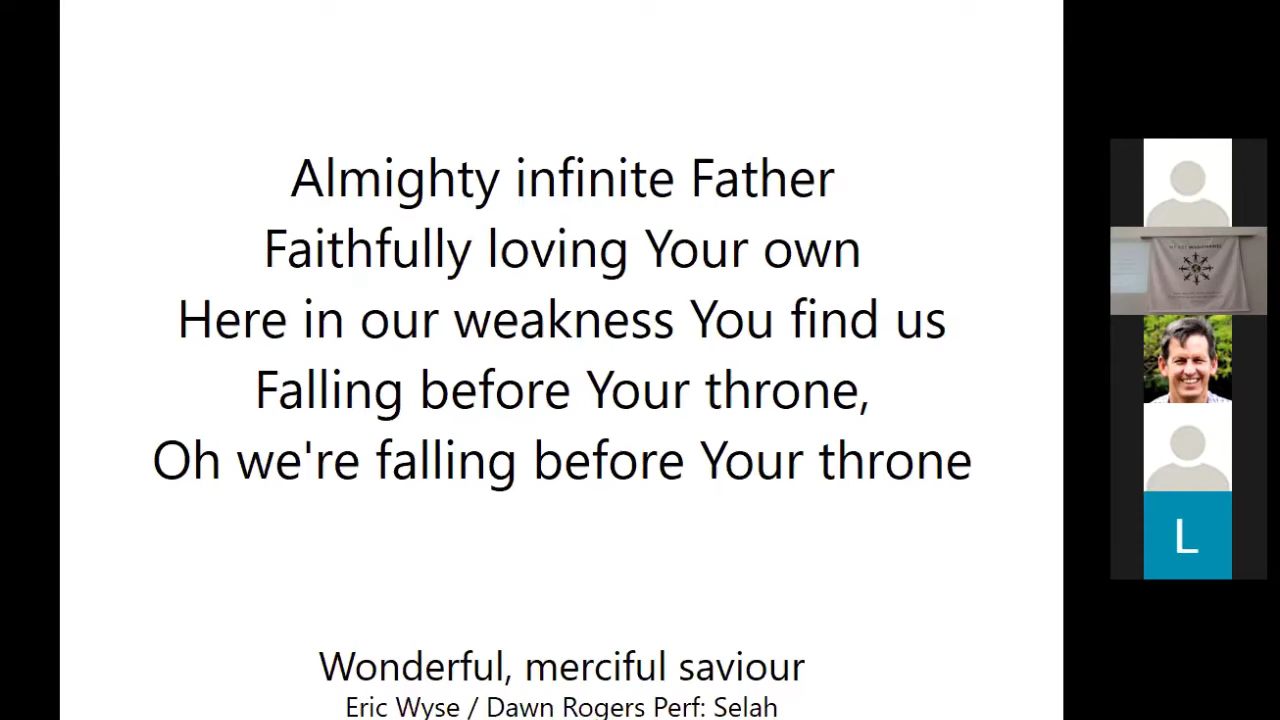 Almighty infinite Father
Faithfully loving Your own
Here in our weakness You find us
Falling before Your throne,
Oh we're falling before Your throne
Wonderful, merciful saviour
Eric Wyse / Dawn Rogers Perf: Selah
L